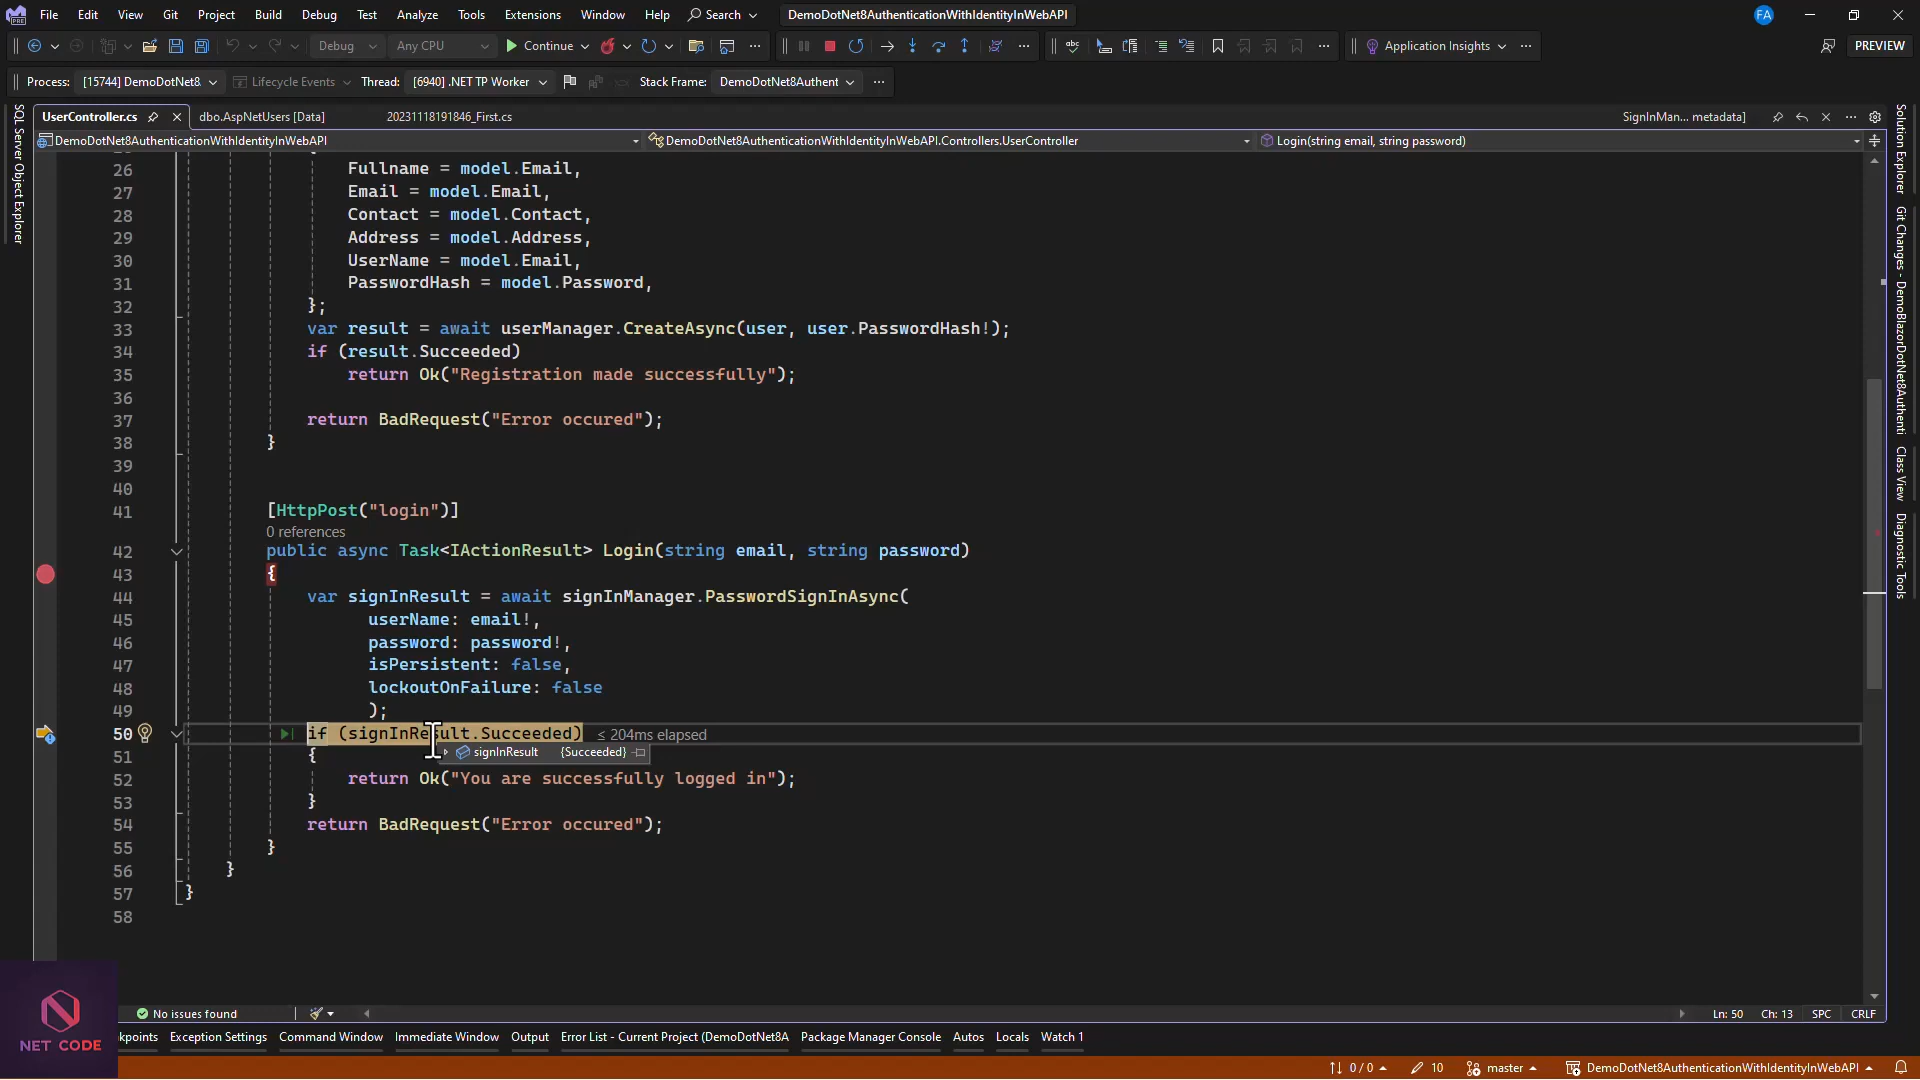 File Edit View Git Project Build Debug Test Analyze Tools Extensions Window Help Search DemoDotNet8AuthenticationWithIdentityInWebAPI FA
Debug Any CPU Continue Application Insights PREVIEW
Process: [15744] DemoDotNet8. Lifecycle Events Thread: [6940] .NET TP Worker Stack Frame: DemoDotNet8Authent
UserController.cs dbo.AspNetUsers [Data] 20231118191846_First.cs SignInMan... metadata]
DemoDotNet8AuthenticationWithIdentityInWebAPI DemoDotNet8AuthenticationWithIdentityInWebAPI.Controllers.UserController Login(string email, string password)
SQL Server Object Explorer
26 Fullname = model.Email,
27 Email = model.Email,
28 Contact = model.Contact,
29 Address = model.Address,
30 UserName = model.Email,
31 PasswordHash = model.Password,
32 };
33 var result = await userManager.CreateAsync(user, user.PasswordHash!);
34 if (result.Succeeded)
35 return Ok("Registration made successfully");
36
37 return BadRequest("Error occured");
38 }
39
40
41 [HttpPost("login")]
0 references
42 public async Task<IActionResult> Login(string email, string password)
43 {
44 var signInResult = await signInManager.PasswordSignInAsync(
45 userName: email!,
46 password: password!,
47 isPersistent: false,
48 lockoutOnFailure: false
49 );
50 if (signInResult.Succeeded) ≤ 204ms elapsed
signInResult {Succeeded}
51 {
52 return Ok("You are successfully logged in");
53 }
54 return BadRequest("Error occured");
55 }
56 }
57 }
58
Solution Explorer
Git Changes - DemoBlazorDotNet8Authenti
Class View
Diagnostic Tools
No issues found Ln: 50 Ch: 13 SPC CRLF
kpoints Exception Settings Command Window Immediate Window Output Error List - Current Project (DemoDotNet8A Package Manager Console Autos Locals Watch 1
NET CODE
0 / 0 10 master DemoDotNet8AuthenticationWithIdentityInWebAPI